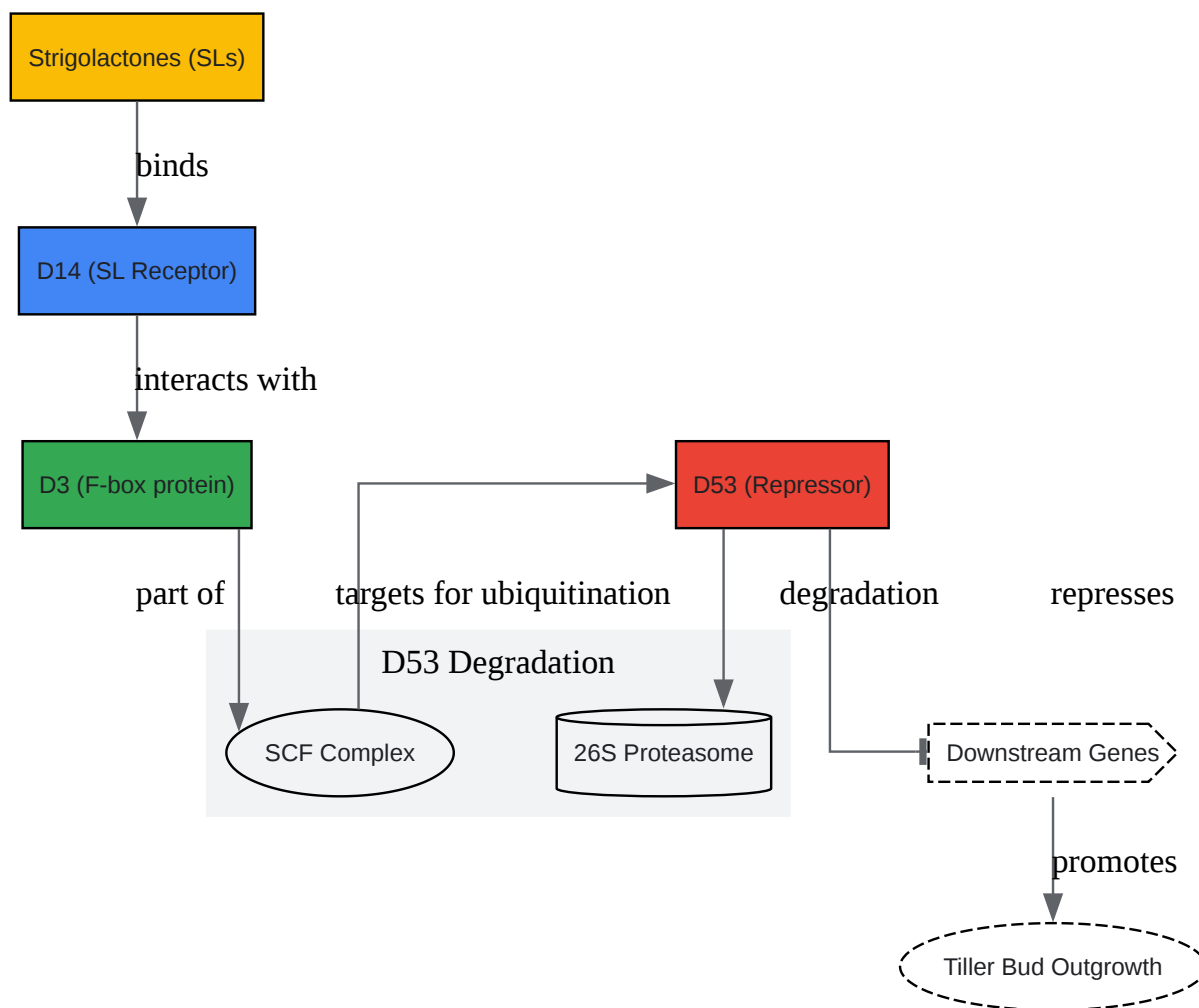 Strigolactones (SLs)
binds
D14 (SL Receptor)
interacts with
D3 (F-box protein)
D53 (Repressor)
part of
targets for ubiquitination
degradation
represses
D53 Degradation
SCF Complex
26S Proteasome
Downstream Genes
promotes
Tiller Bud Outgrowth